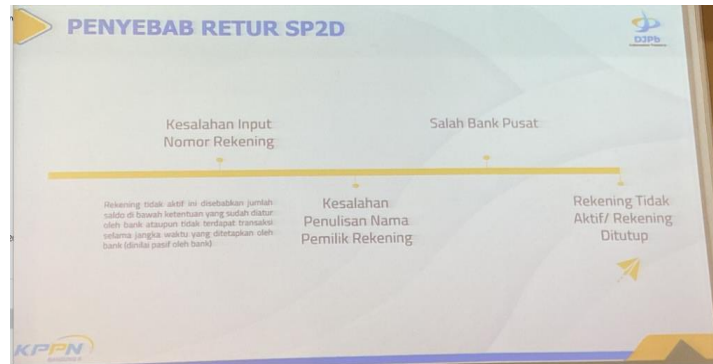 PENYEBAB RETUR SP2D
DJPb
Kesalahan Input
Nomor Rekening
Salah Bank Pusat
Rekening tidak aktif ini disebabkan jumlah
saldo di bawah ketentuan yang sudah diatur
oleh bank ataupun tidak terdapat transaksi
selama jangka waktu yang ditetapkan oleh
bank (dinilai pasif oleh bank)
Kesalahan
Penulisan Nama
Pemilik Rekening
Rekening Tidak
Aktif/ Rekening
Ditutup
KPPN